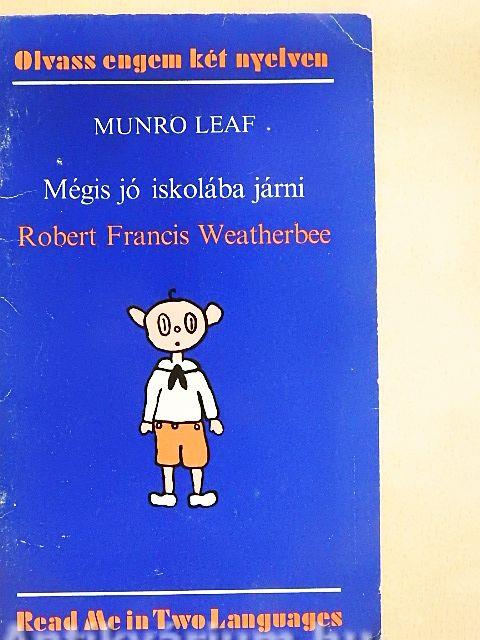 Olvass engem két nyelven
MUNRO LEAF
Mégis jó iskolába járni
Robert Francis Weatherbee
Read Me in Two Languages